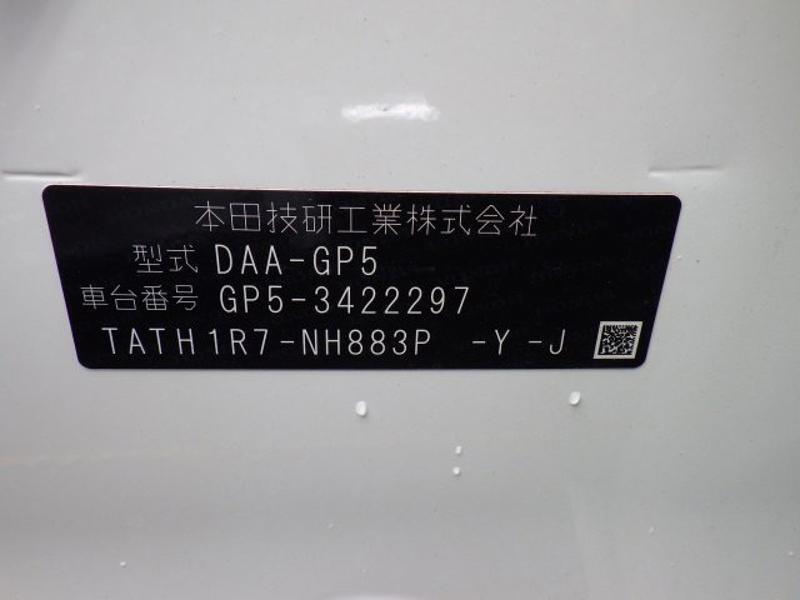 本田技研工業株式会社
型式 DAA-GP5
車台番号 GP5-3422297
TATH1R7-NH883P -Y-J